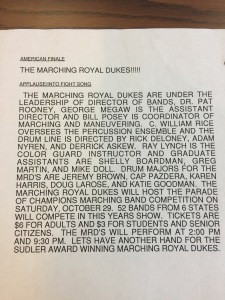 AMERICAN FINALE
THE MARCHING ROYAL DUKES!!!!!
APPLAUSE INTO FIGHT SONG
THE MARCHING ROYAL DUKES ARE UNDER THE
LEADERSHIP OF DIRECTOR OF BANDS, DR. PAT
ROONEY, GEORGE MEGAW IS THE ASSISTANT
DIRECTOR AND BILL POSEY IS COORDINATOR OF
MARCHING AND MANEUVERING. C. WILLIAM RICE
OVERSEES THE PERCUSSION ENSEMBLE AND THE
DRUM LINE IS DIRECTED BY RICK DELONEY, ADAM
NYREN, AND DERRICK ASKEW. RAY LYNCH IS THE
COLOR GUARD INSTRUCTOR AND GRADUATE
ASSISTANTS ARE SHELLY BOARDMAN, GREG
MARTIN, AND MIKE DOLL. DRUM MAJORS FOR THE
MRD'S ARE JEREMY BROWN, CAP PAZDERA, KAREN
HARRIS, DOUG LAROSE, AND KATIE GOODMAN. THE
MARCHING ROYAL DUKES WILL HOST THE PARADE
OF CHAMPIONS MARCHING BAND COMPETITION ON
SATURDAY, OCTOBER 29. 52 BANDS FROM 6 STATES
WILL COMPETE IN THIS YEARS SHOW. TICKETS ARE
$6 FOR ADULTS AND $3 FOR STUDENTS AND SENIOR
CITIZENS. THE MRD'S WILL PERFORM AT 2:00 PM
AND 9:30 PM. LETS HAVE ANOTHER HAND FOR THE
SUDLER AWARD WINNING MARCHING ROYAL DUKES.